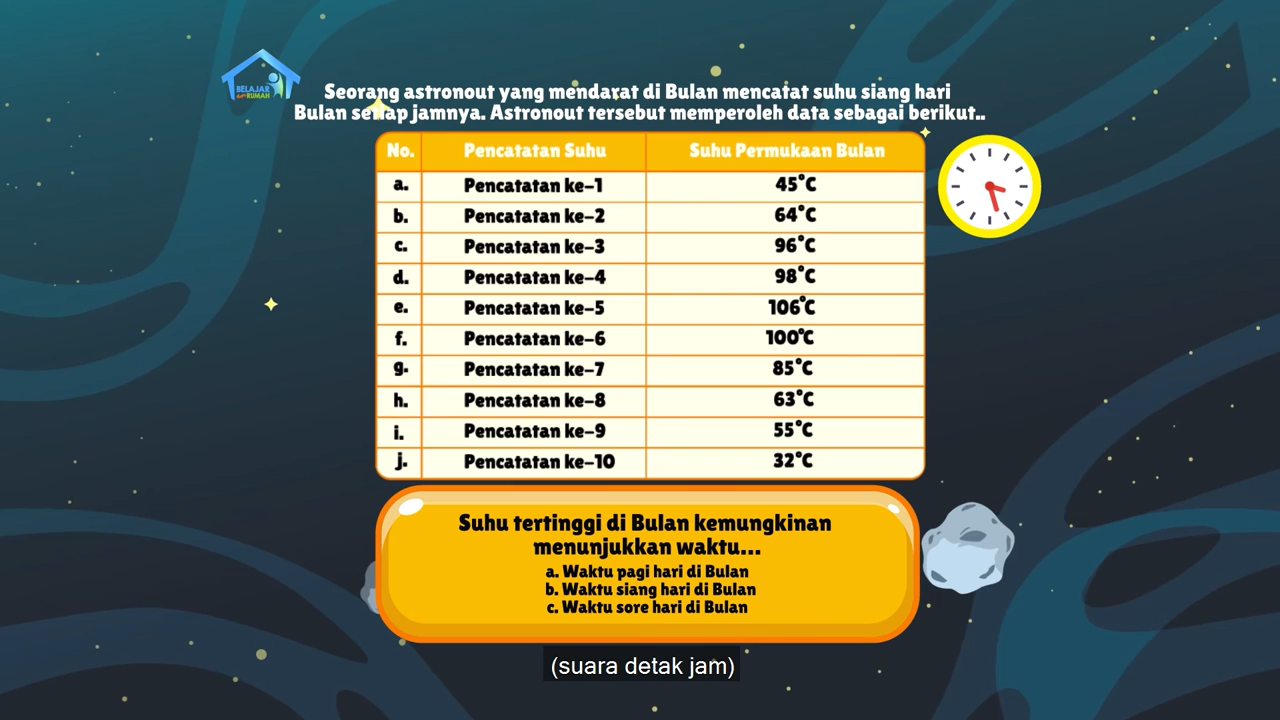 BELAJAR
dari RUMAH
Seorang astronout yang mendarat di Bulan mencatat suhu siang hari
Bulan setiap jamnya. Astronout tersebut memperoleh data sebagai berikut..
No. Pencatatan Suhu Suhu Permukaan Bulan
a. Pencatatan ke-1 45°C
b. Pencatatan ke-2 64°C
c. Pencatatan ke-3 96°C
d. Pencatatan ke-4 98°C
e. Pencatatan ke-5 106°C
f. Pencatatan ke-6 100°C
g. Pencatatan ke-7 85°C
h. Pencatatan ke-8 63°C
i. Pencatatan ke-9 55°C
j. Pencatatan ke-10 32°C
Suhu tertinggi di Bulan kemungkinan
menunjukkan waktu...
a. Waktu pagi hari di Bulan
b. Waktu siang hari di Bulan
c. Waktu sore hari di Bulan
(suara detak jam)